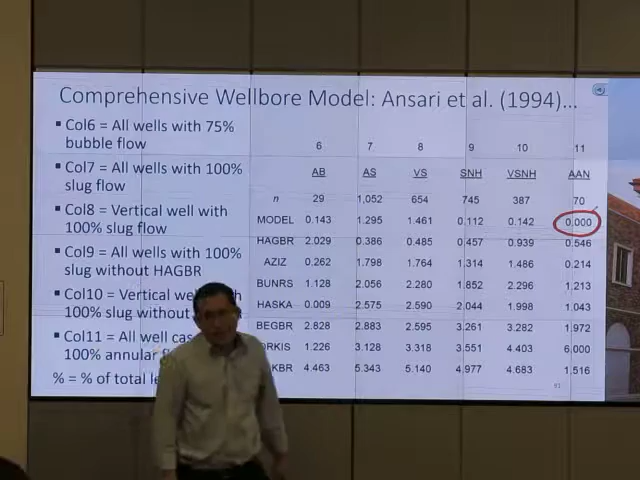 Comprehensive Wellbore Model: Ansari et al. (1994)...
▪ Col6 = All wells with 75%
bubble flow
▪ Col7 = All wells with 100%
slug flow
▪ Col8 = Vertical well with
100% slug flow
▪ Col9 = All wells with 100%
slug without HAGBR
▪ Col10 = Vertical
100% slug without
▪ Col11 = All well
100% annular
% = % of total
6 7 8 9 10 11
AB AS VS SNH VSNH AAN
n 29 1,052 654 745 387 70
MODEL 0.143 1.295 1.461 0.112 0.142 0.000
HAGBR 2.029 0.386 0.485 0.457 0.939 0.546
AZIZ 0.262 1.798 1.764 1.314 1.486 0.214
BUNRS 1.128 2.056 2.280 1.852 2.296 1.213
HASKA 0.009 2.575 2.590 2.044 1.998 1.043
BEGBR 2.828 2.883 2.595 3.261 3.282 1.972
ORKIS 1.226 3.128 3.318 3.551 4.403 6.000
KBR 4.463 5.343 5.140 4.977 4.683 1.516